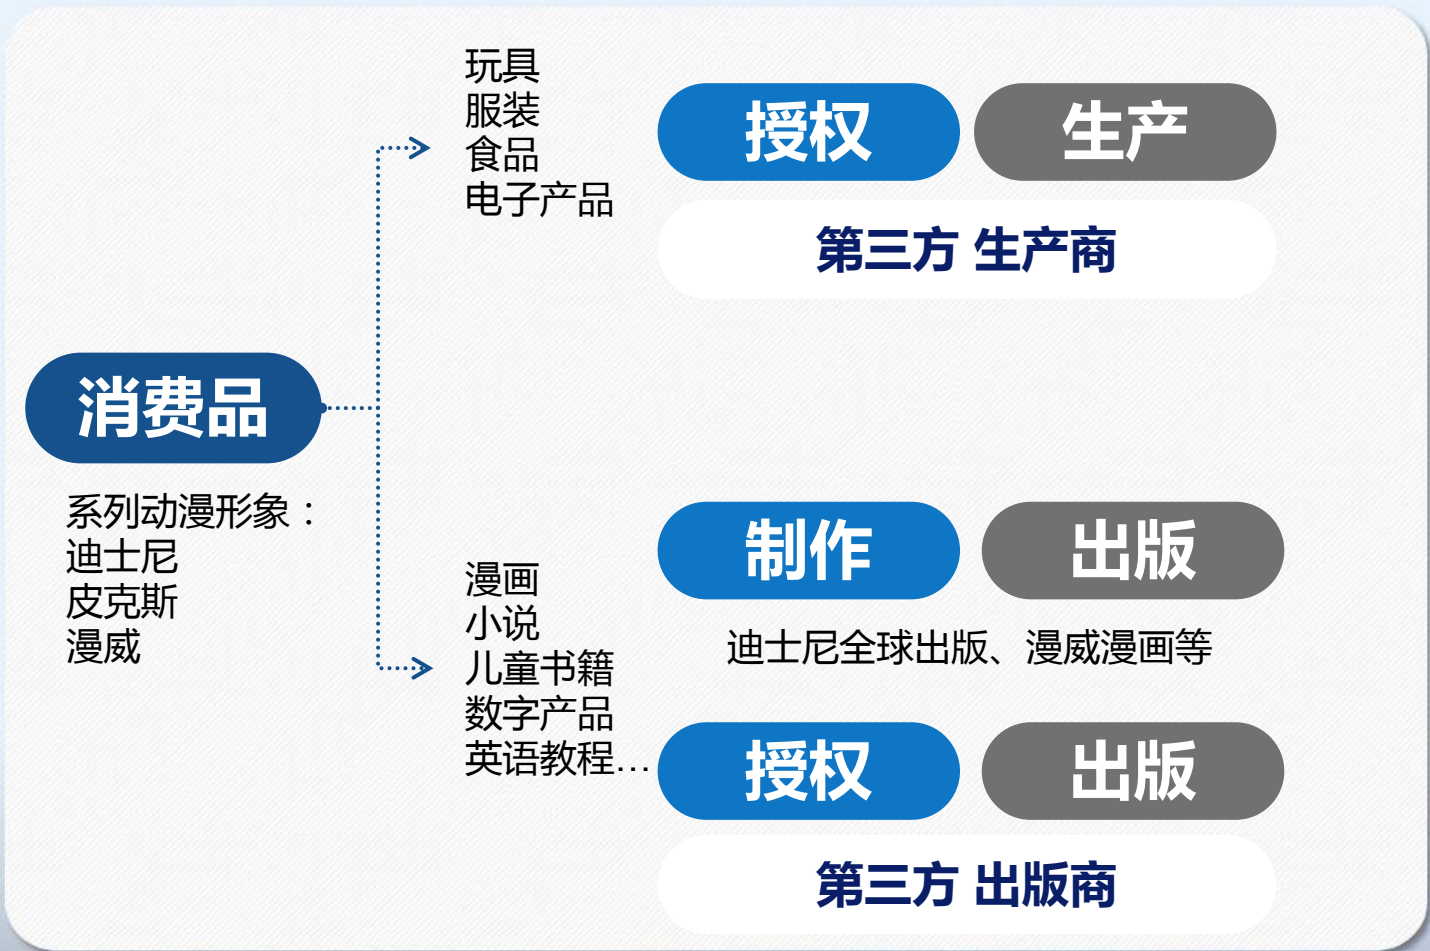 玩具
服装
食品
电子产品
授权
生产
第三方 生产商
消费品
系列动漫形象：
迪士尼
皮克斯
漫威
漫画
小说
儿童书籍
数字产品
英语教程…
制作
出版
迪士尼全球出版、漫威漫画等
授权
出版
第三方 出版商